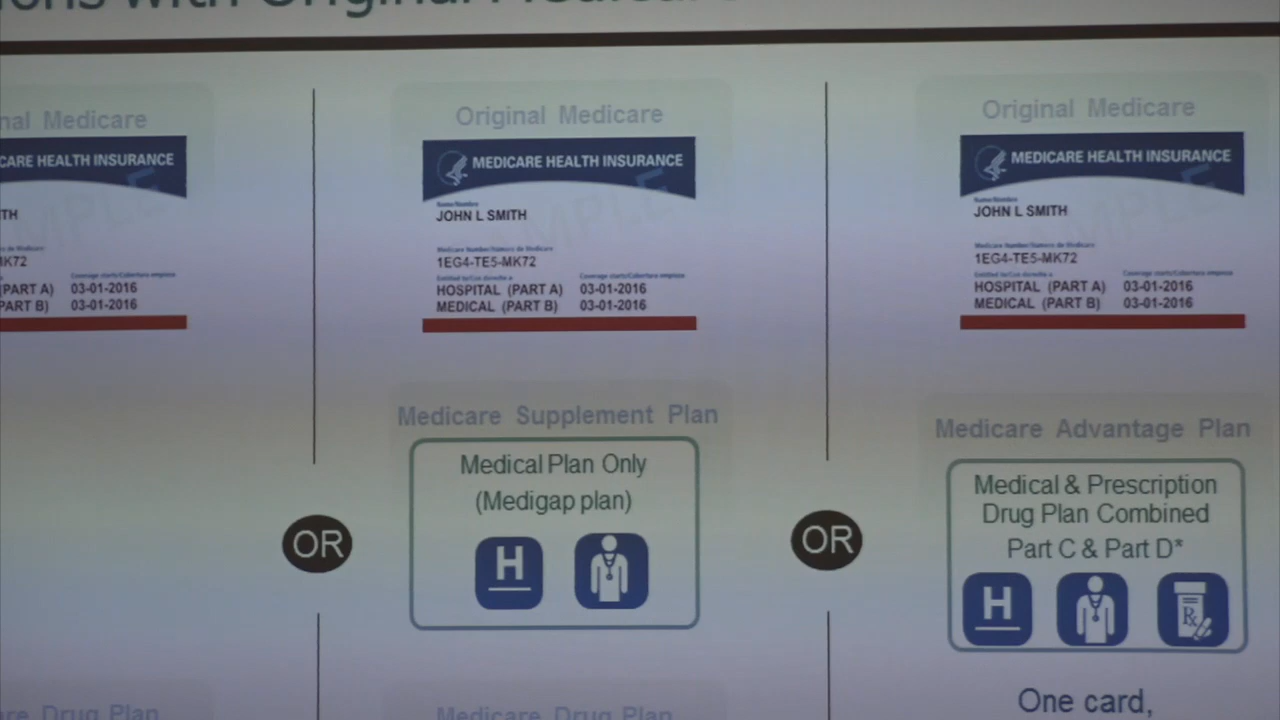 Original Medicare
nal Medicare
CARE HEALTH INSURANCE
TH
MK72
(PART A) 03-01-2016
PART B) 03-01-2016
OR
Original Medicare
MEDICARE HEALTH INSURANCE
JOHN L SMITH
1EG4-TE5-MK72
HOSPITAL (PART A) 03-01-2016
MEDICAL (PART B) 03-01-2016
Medicare Supplement Plan
Medical Plan Only
(Medigap plan)
H
Medicare Drug Plan
OR
Original Medicare
MEDICARE HEALTH INSURANCE
JOHN L SMITH
1EG4-TE5-MK72
HOSPITAL (PART A) 03-01-2016
MEDICAL (PART B) 03-01-2016
Medicare Advantage Plan
Medical & Prescription
Drug Plan Combined
Part C & Part D*
H
Rx
One card,